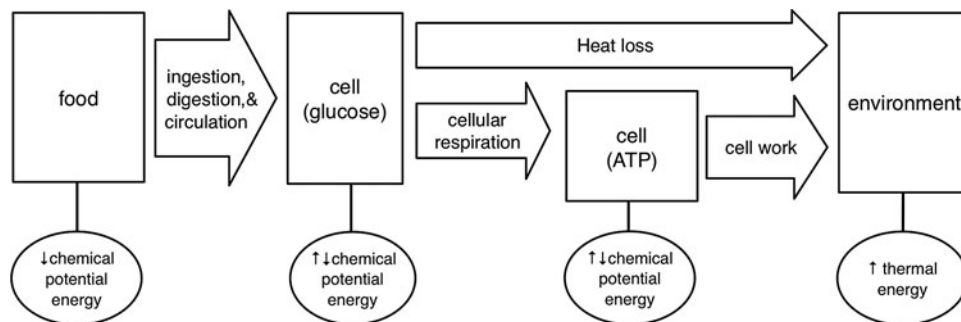 food
ingestion,
digestion,&
circulation
cell
(glucose)
Heat loss
cellular
respiration
cell
(ATP)
cell work
environment
↓chemical
potential
energy
↑↓chemical
potential
energy
↑↓chemical
potential
energy
↑ thermal
energy